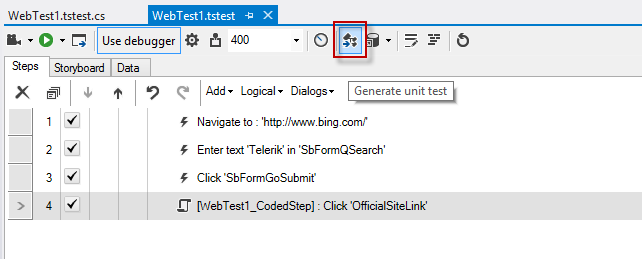 WebTest1.tstest.cs WebTest1.tstest
Use debugger 400
Steps Storyboard Data
Add Logical Dialogs Generate unit test
1 Navigate to : 'http://www.bing.com/'
2 Enter text 'Telerik' in 'SbFormQSearch'
3 Click 'SbFormGoSubmit'
4 [WebTest1_CodedStep] : Click 'OfficialSiteLink'